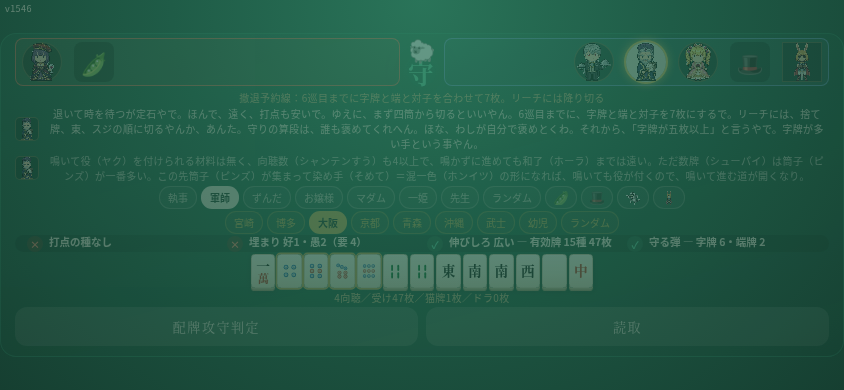 v1546
守
撤退予約線：6巡目までに字牌と端と対子を合わせて7枚。リーチには降り切る
退いて時を待つが定石やで。ほんで、遠く、打点も安いで。ゆえに、まず四筒から切るといいやん。6巡目までに、字牌と端と対子を7枚にするで。リーチには、捨て
牌、東、スジの順に切るやんか、あんた。守りの算段は、誰も褒めてくれへん。ほな、わしが自分で褒めとくわ。それから、「字牌が五枚以上」と言うやで。字牌が多
い手という事やん。
鳴いて役（ヤク）を付けられる材料は無く、向聴数（シャンテンすう）も4以上で、鳴かずに進めても和了（ホーラ）までは遠い。ただ数牌（シューパイ）は筒子（ピ
ンズ）が一番多い。この先筒子（ピンズ）が集まって染め手（そめて）＝混一色（ホンイツ）の形になれば、鳴いても役が付くので、鳴いて進む道が開くなり。
執事 軍師 ずんだ お嬢様 マダム 一姫 先生 ランダム
宮崎 博多 大阪 京都 青森 沖縄 武士 幼児 ランダム
× 打点の種なし × 埋まり 好1・愚2（要 4） ✓ 伸びしろ 広い ─ 有効牌 15種 47枚 ✓ 守る弾 ─ 字牌 6・端牌 2
一萬 東 南 南 西 中
4向聴／受け47枚／猫牌1枚／ドラ0枚
配牌攻守判定 読取